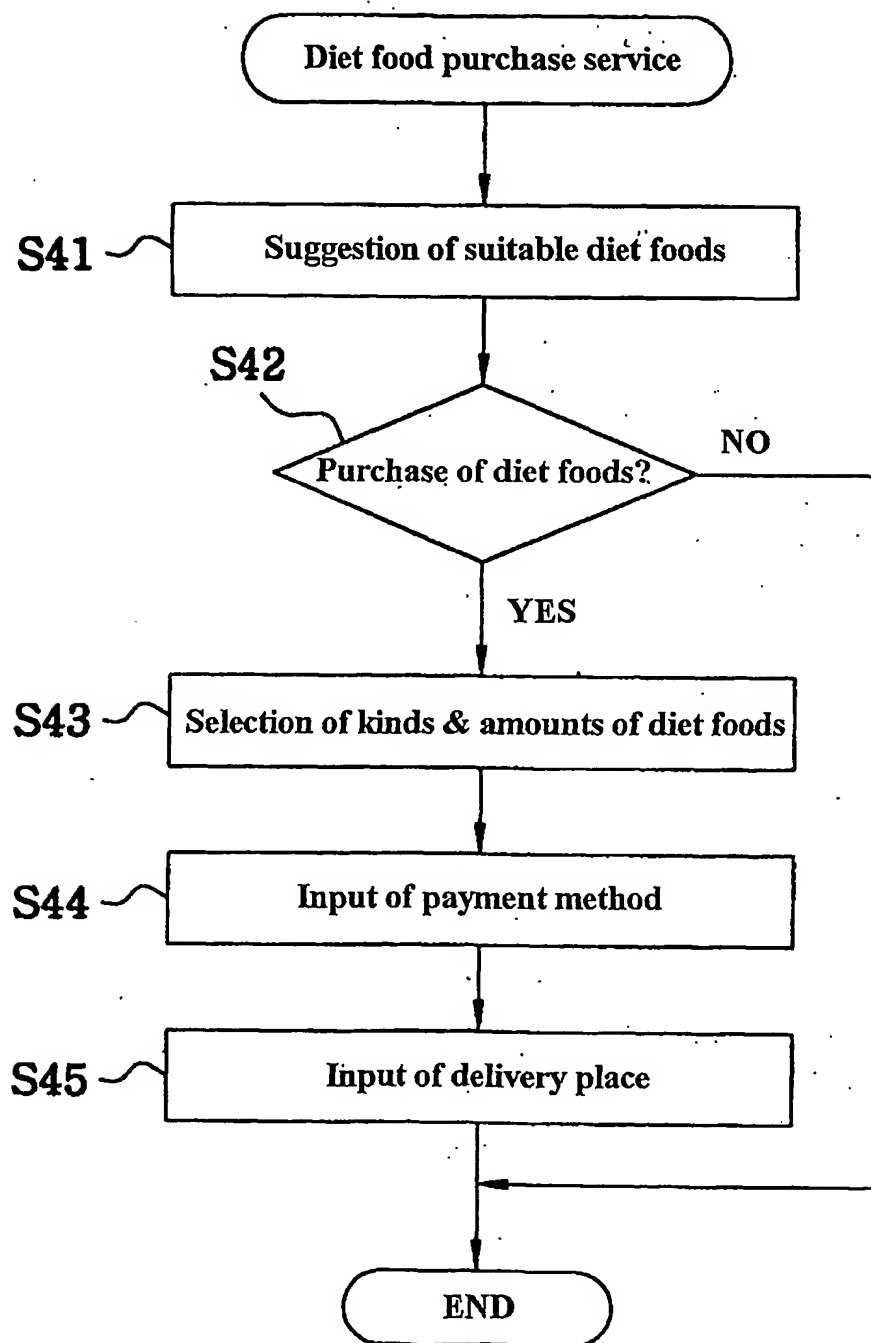 Diet food purchase service
S41
Suggestion of suitable diet foods
S42
Purchase of diet foods?
NO
YES
S43
Selection of kinds & amounts of diet foods
S44
Input of payment method
S45
Input of delivery place
END